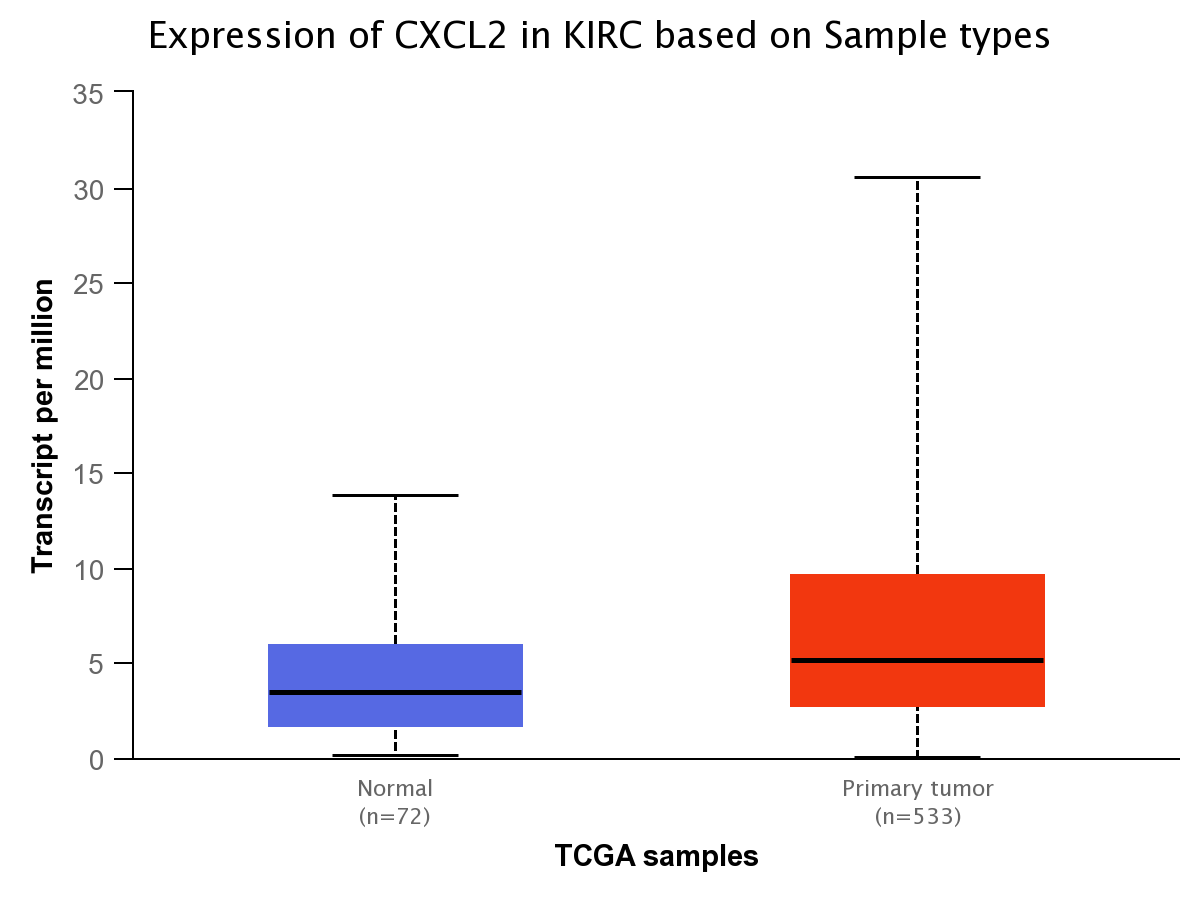 Expression of CXCL2 in KIRC based on Sample types
Transcript per million
35
30
25
20
15
10
5
0
Normal
(n=72)
Primary tumor
(n=533)
TCGA samples